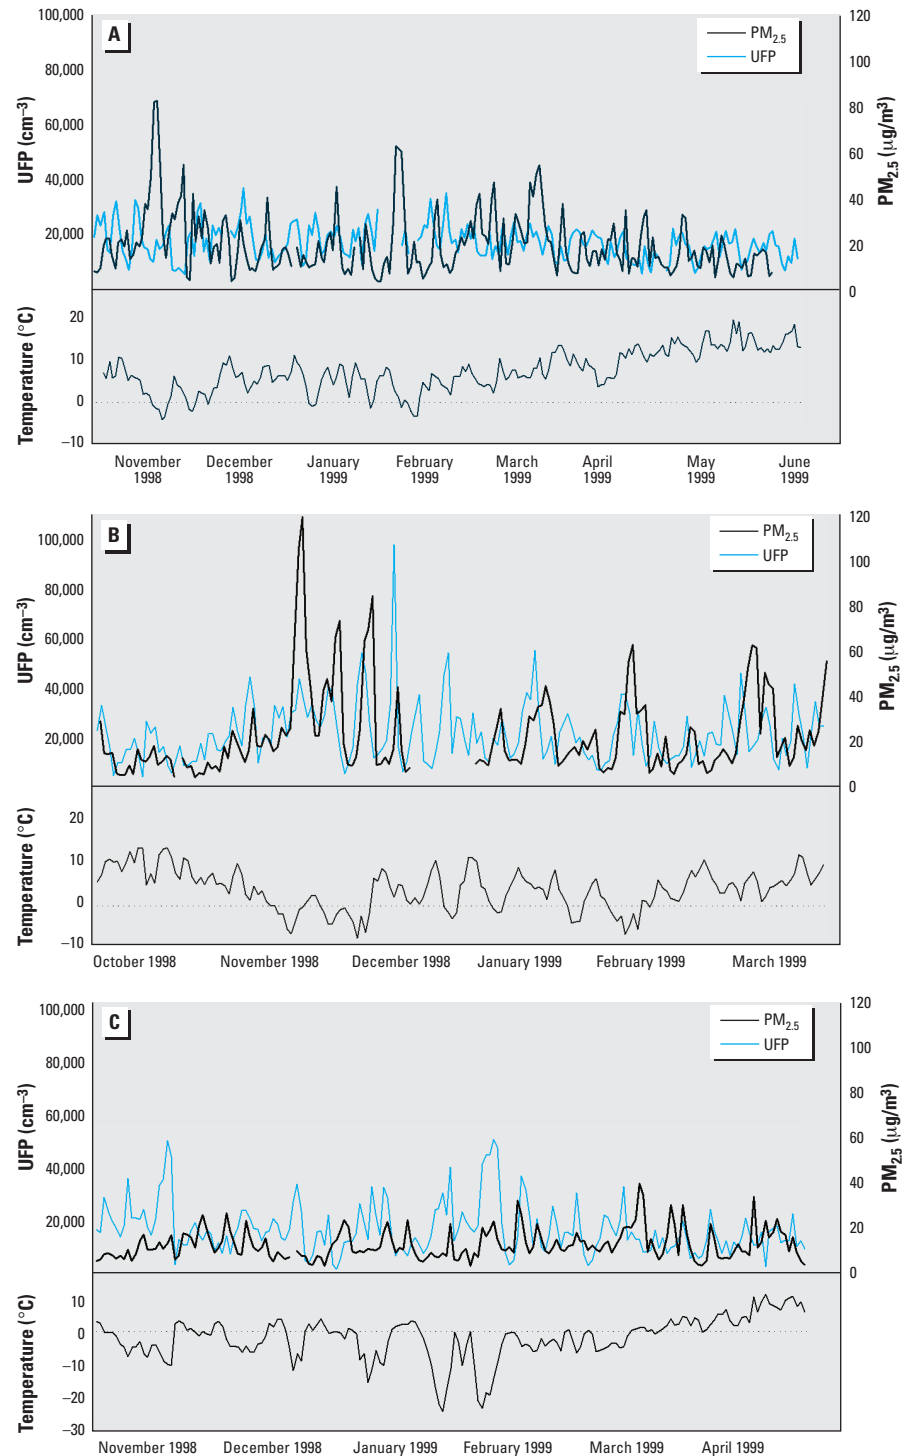 A
PM2.5
UFP
UFP (cm−3)
100,000
80,000
60,000
40,000
20,000
PM2.5 (µg/m3)
120
100
80
60
40
20
0
Temperature (°C)
20
10
0
−10
November 1998
December 1998
January 1999
February 1999
March 1999
April 1999
May 1999
June 1999
B
PM2.5
UFP
UFP (cm−3)
100,000
80,000
60,000
40,000
20,000
PM2.5 (µg/m3)
120
100
80
60
40
20
0
Temperature (°C)
20
10
0
−10
October 1998
November 1998
December 1998
January 1999
February 1999
March 1999
C
PM2.5
UFP
UFP (cm−3)
100,000
80,000
60,000
40,000
20,000
PM2.5 (µg/m3)
120
100
80
60
40
20
0
Temperature (°C)
10
0
−10
−20
−30
November 1998
December 1998
January 1999
February 1999
March 1999
April 1999